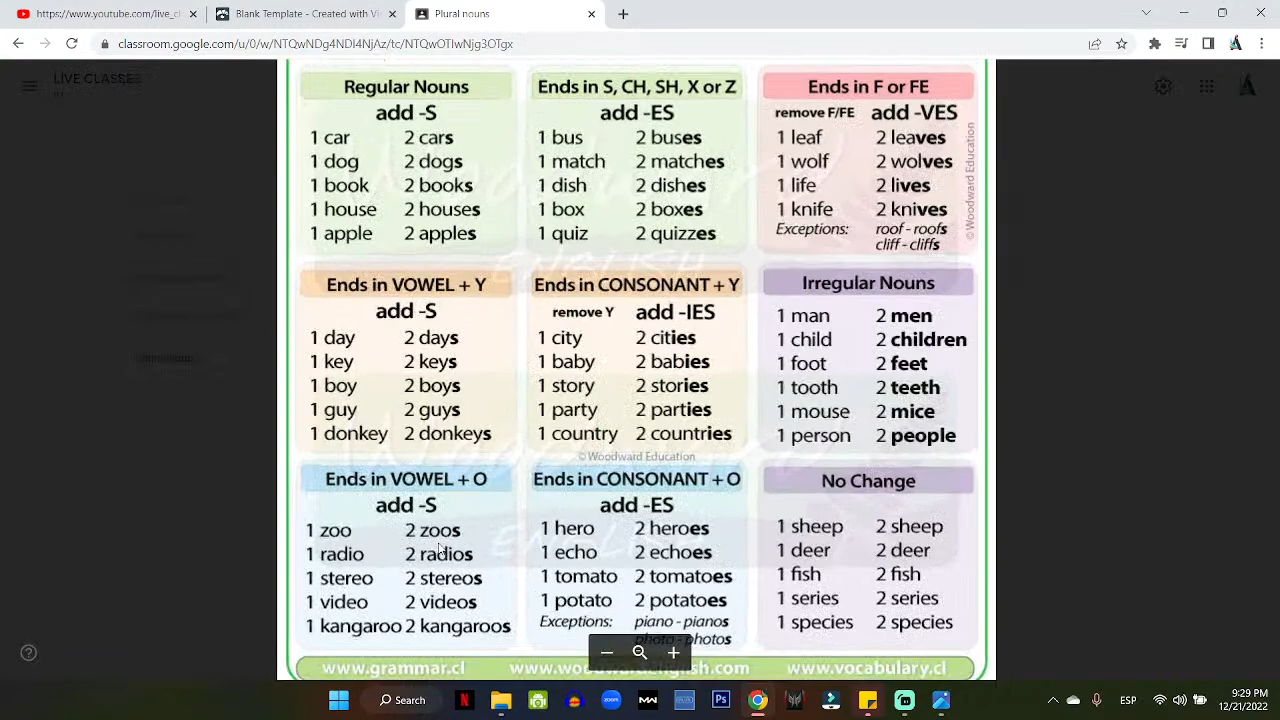 https://www.youtube.com/live_cl
Blank Template - Created with Vi
Plural nouns
classroom.google.com/u/0/w/NTQwNDg4NDI4NjAz/tc/NTQwOTIwNjg3OTgx
LIVE CLASSE
Regular Nouns
add -S
1 car 2 cars
1 dog 2 dogs
1 book 2 books
1 house 2 houses
1 apple 2 apples
Ends in S, CH, SH, X or Z
add -ES
1 bus 2 buses
1 match 2 matches
1 dish 2 dishes
1 box 2 boxes
1 quiz 2 quizzes
Ends in F or FE
remove F/FE add -VES
1 leaf 2 leaves
1 wolf 2 wolves
1 life 2 lives
1 knife 2 knives
Exceptions: roof - roofs
cliff - cliffs
© Woodward Education
Ends in VOWEL + Y
add -S
1 day 2 days
1 key 2 keys
1 boy 2 boys
1 guy 2 guys
1 donkey 2 donkeys
Ends in CONSONANT + Y
remove Y add -IES
1 city 2 cities
1 baby 2 babies
1 story 2 stories
1 party 2 parties
1 country 2 countries
© Woodward Education
Irregular Nouns
1 man 2 men
1 child 2 children
1 foot 2 feet
1 tooth 2 teeth
1 mouse 2 mice
1 person 2 people
Ends in VOWEL + O
add -S
1 zoo 2 zoos
1 radio 2 radios
1 stereo 2 stereos
1 video 2 videos
1 kangaroo 2 kangaroos
Ends in CONSONANT + O
add -ES
1 hero 2 heroes
1 echo 2 echoes
1 tomato 2 tomatoes
1 potato 2 potatoes
Exceptions: piano - pianos
photo - photos
No Change
1 sheep 2 sheep
1 deer 2 deer
1 fish 2 fish
1 series 2 series
1 species 2 species
www.grammar.cl www.woodwardEnglish.com www.vocabulary.cl
Search
zoom
Ps
ESP
9:29 PM
12/21/2022